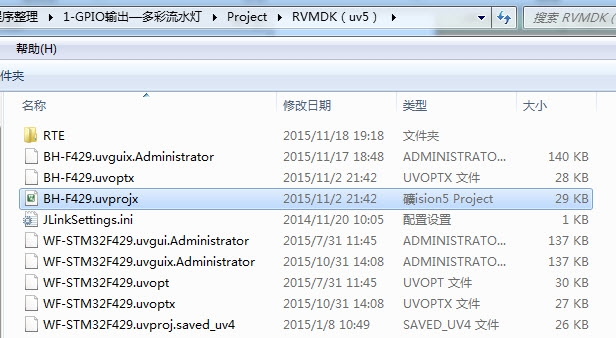 程序整理 ▸ 1-GPIO输出—多彩流水灯 ▸ Project ▸ RVMDK（uv5） ▸ 搜索 RVMDK（
帮助(H)
件夹
名称 修改日期 类型 大小
RTE 2015/11/18 19:18 文件夹
BH-F429.uvguix.Administrator 2015/11/17 18:48 ADMINISTRATO... 140 KB
BH-F429.uvoptx 2015/11/2 21:42 UVOPTX 文件 28 KB
BH-F429.uvprojx 2015/11/2 21:42 礦ision5 Project 29 KB
JLinkSettings.ini 2014/11/20 10:05 配置设置 1 KB
WF-STM32F429.uvgui.Administrator 2015/7/31 11:45 ADMINISTRATO... 137 KB
WF-STM32F429.uvguix.Administrator 2015/10/31 14:08 ADMINISTRATO... 137 KB
WF-STM32F429.uvopt 2015/7/31 11:45 UVOPT 文件 30 KB
WF-STM32F429.uvoptx 2015/10/31 14:08 UVOPTX 文件 27 KB
WF-STM32F429.uvproj.saved_uv4 2015/1/8 10:49 SAVED_UV4 文件 26 KB